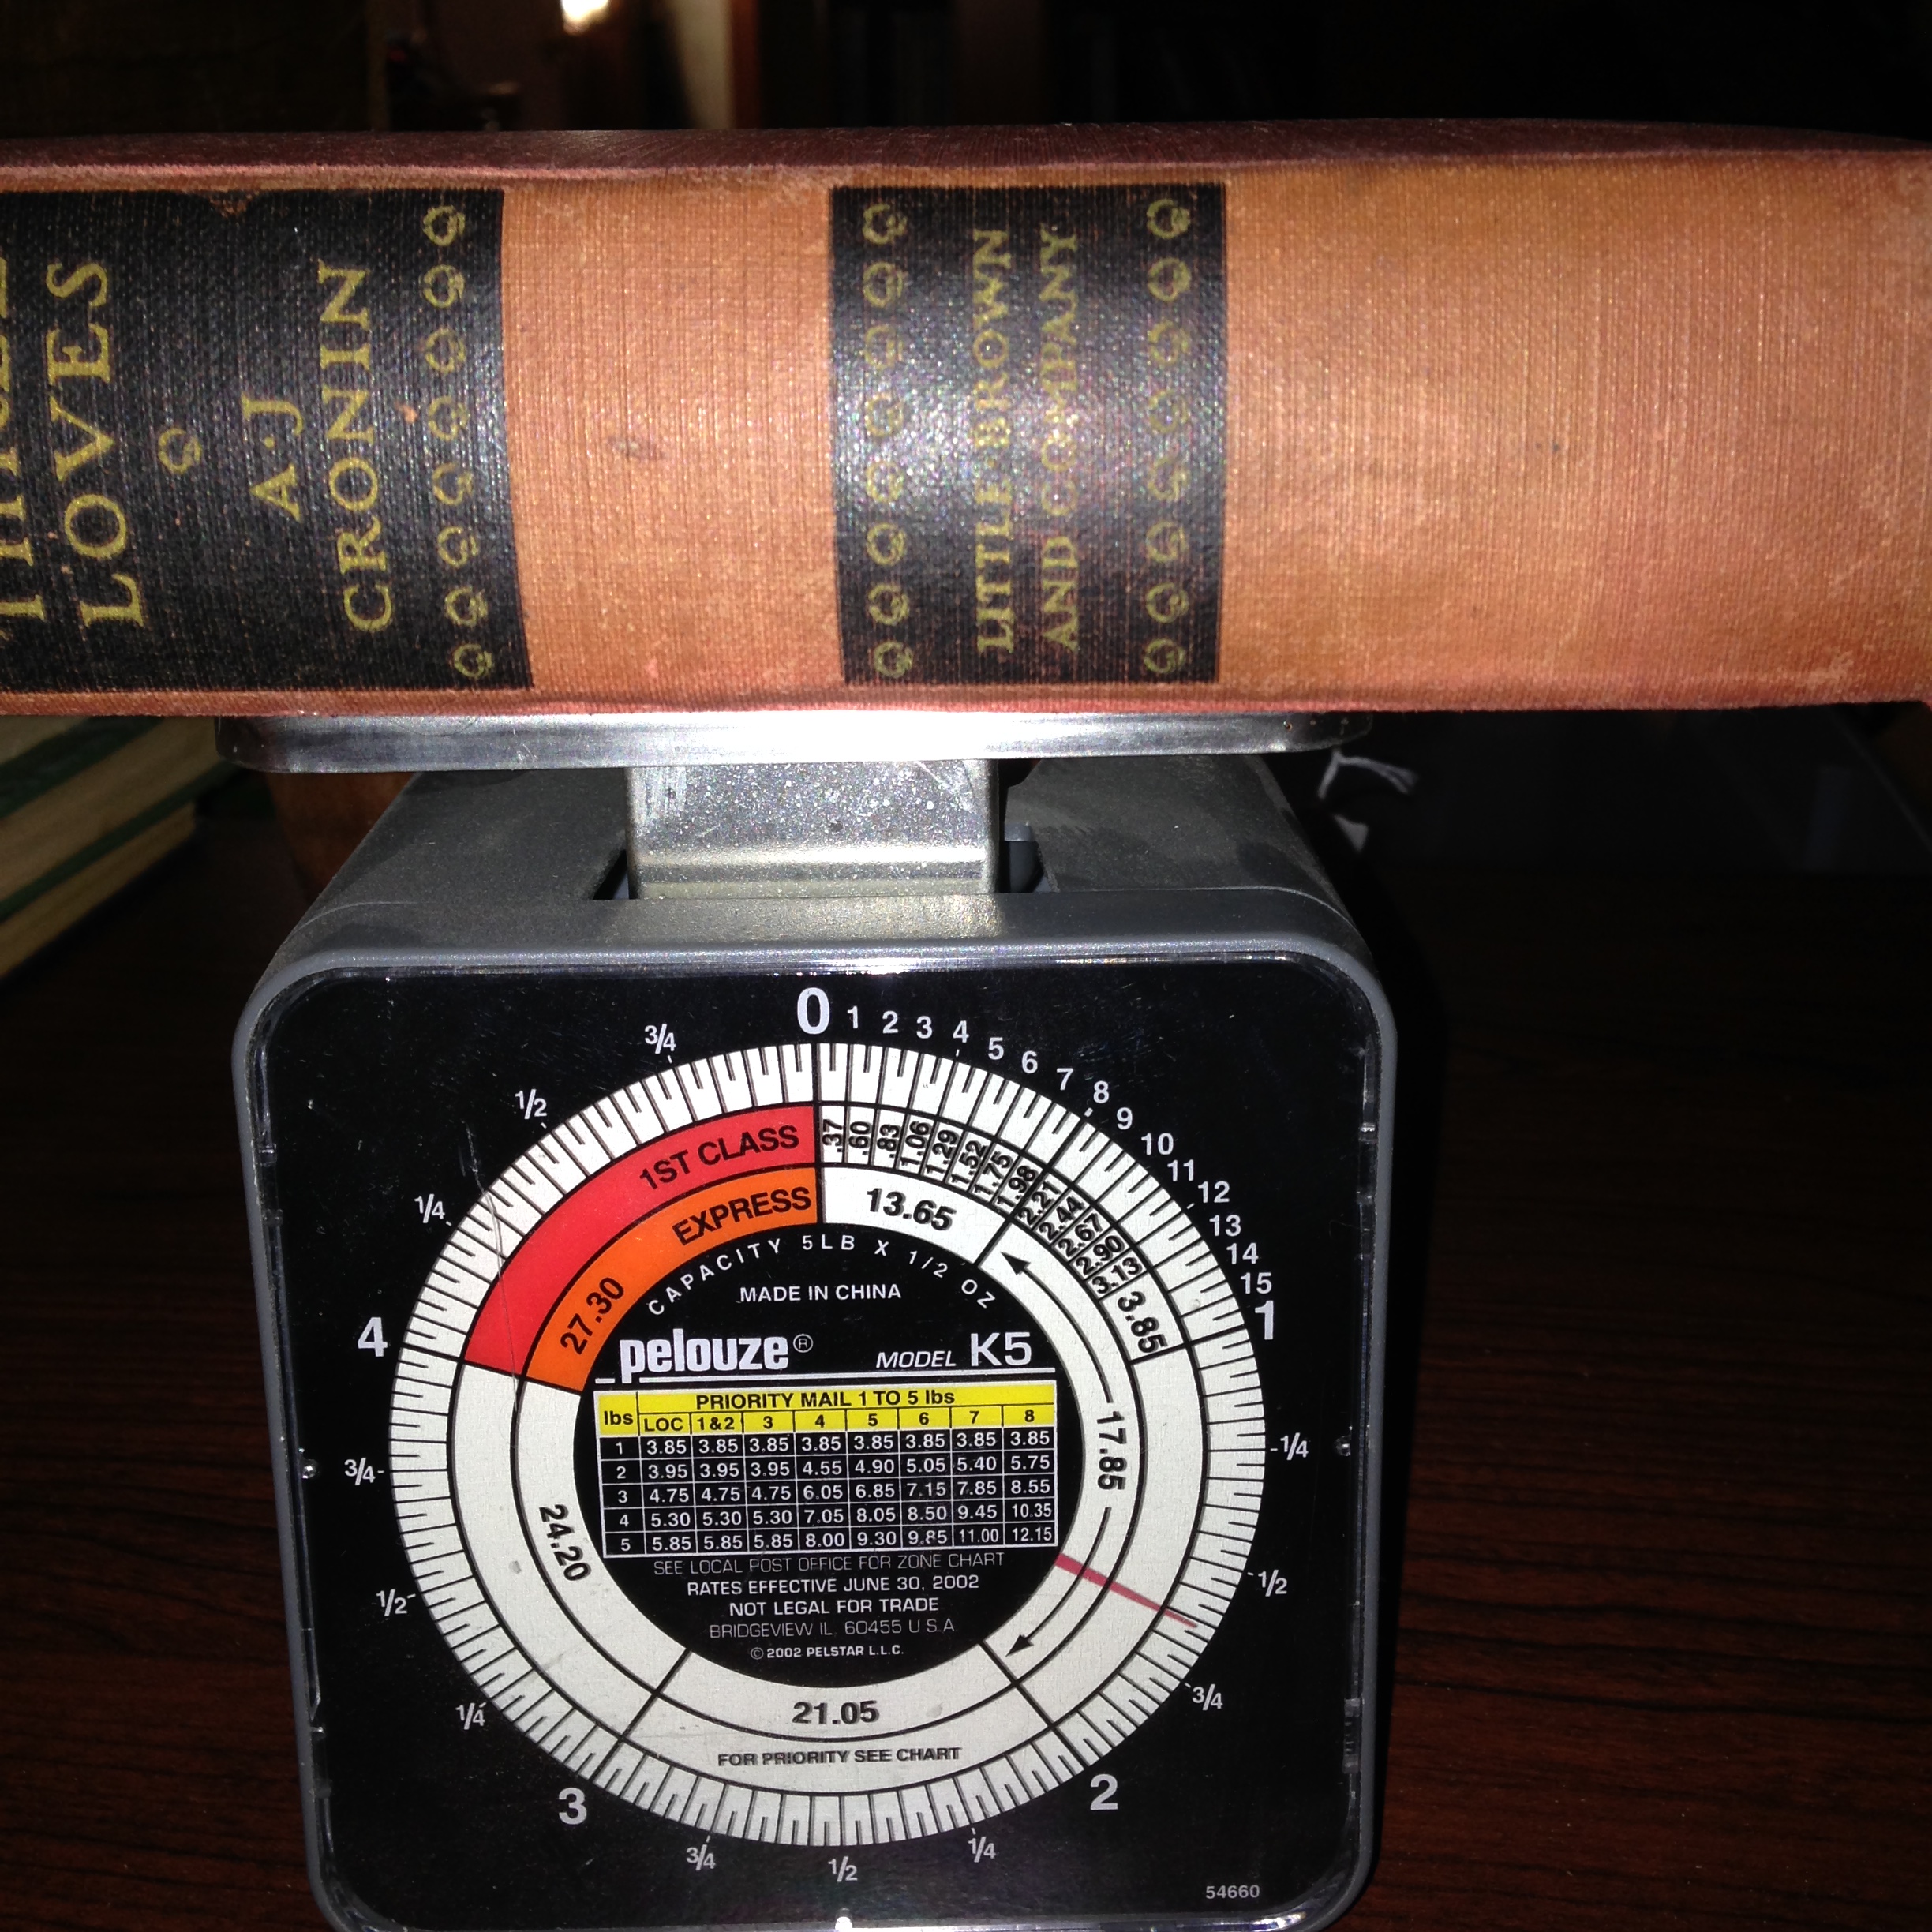 LOVES
A·J
CRONIN
LITTLE, BROWN
AND COMPANY
0
1
2
3
4
5
6
7
8
9
10
11
12
13
14
15
1
-1/4
-1/2
3/4
2
1/4
1/2
3/4
3
1/4
1/2-
3/4-
4
1/4
1/2
3/4
.37
.60
.83
1.06
1.29
1.52
1.75
1.98
2.21
2.44
2.67
2.90
3.13
3.85
1ST CLASS
EXPRESS
27.30
13.65
17.85
21.05
24.20
CAPACITY 5LB X 1/2 OZ
MADE IN CHINA
pelouze® MODEL K5
PRIORITY MAIL 1 TO 5 lbs
lbs LOC 1&2 3 4 5 6 7 8
1 3.85 3.85 3.85 3.85 3.85 3.85 3.85 3.85
2 3.95 3.95 3.95 4.55 4.90 5.05 5.40 5.75
3 4.75 4.75 4.75 6.05 6.85 7.15 7.85 8.55
4 5.30 5.30 5.30 7.05 8.05 8.50 9.45 10.35
5 5.85 5.85 5.85 8.00 9.30 9.85 11.00 12.15
SEE LOCAL POST OFFICE FOR ZONE CHART
RATES EFFECTIVE JUNE 30, 2002
NOT LEGAL FOR TRADE
BRIDGEVIEW IL. 60455 U.S.A.
© 2002 PELSTAR L.L.C.
FOR PRIORITY SEE CHART
54660